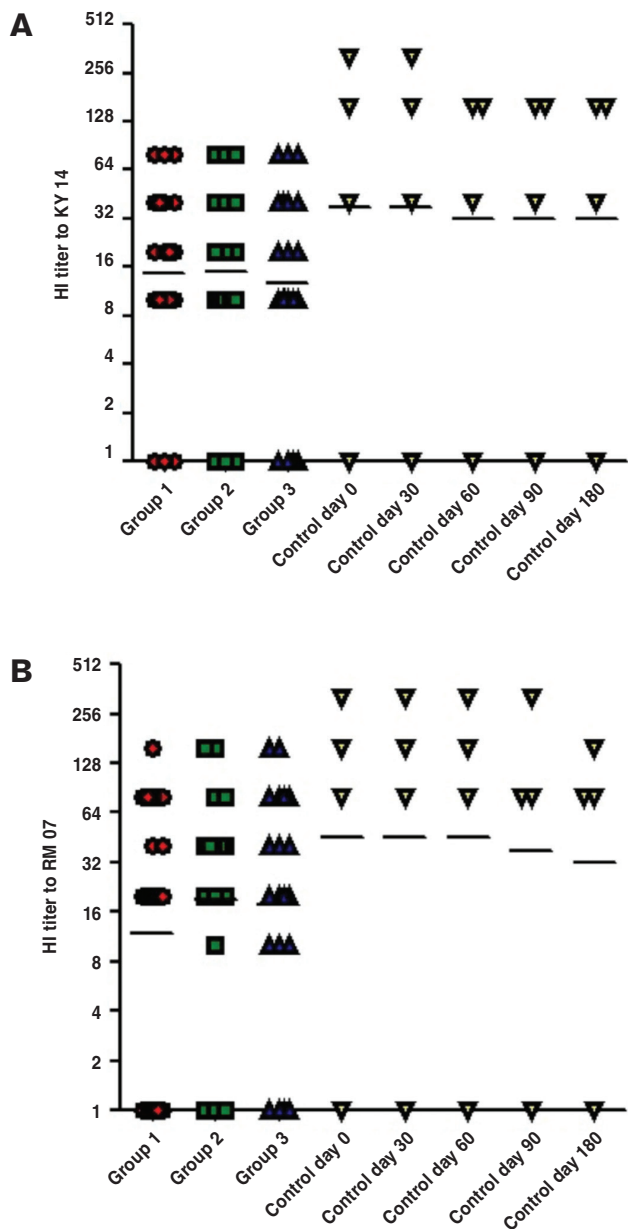 A
512
256
128
64
32
16
8
4
2
1
HI titer to KY 14
Group 1
Group 2
Group 3
Control day 0
Control day 30
Control day 60
Control day 90
Control day 180
B
512
256
128
64
32
16
8
4
2
1
HI titer to RM 07
Group 1
Group 2
Group 3
Control day 0
Control day 30
Control day 60
Control day 90
Control day 180